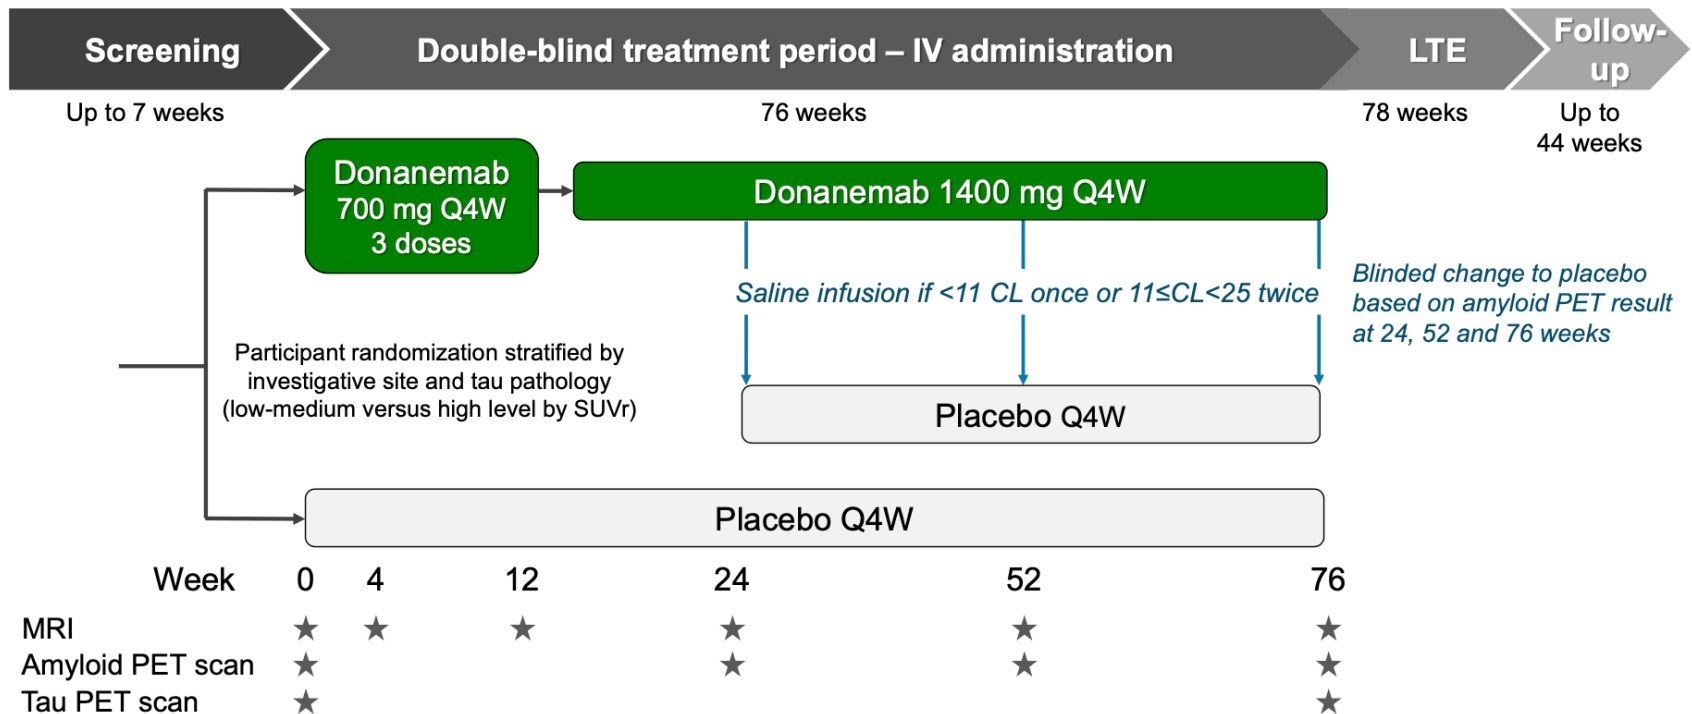 Screening
Double-blind treatment period – IV administration
LTE
Follow-
up
Up to 7 weeks
76 weeks
78 weeks
Up to
44 weeks
Donanemab
700 mg Q4W
3 doses
Donanemab 1400 mg Q4W
Saline infusion if <11 CL once or 11≤CL<25 twice
Blinded change to placebo
based on amyloid PET result
at 24, 52 and 76 weeks
Participant randomization stratified by
investigative site and tau pathology
(low-medium versus high level by SUVr)
Placebo Q4W
Placebo Q4W
Week 0 4 12 24 52 76
MRI ★ ★ ★ ★ ★ ★
Amyloid PET scan ★ ★ ★ ★
Tau PET scan ★ ★